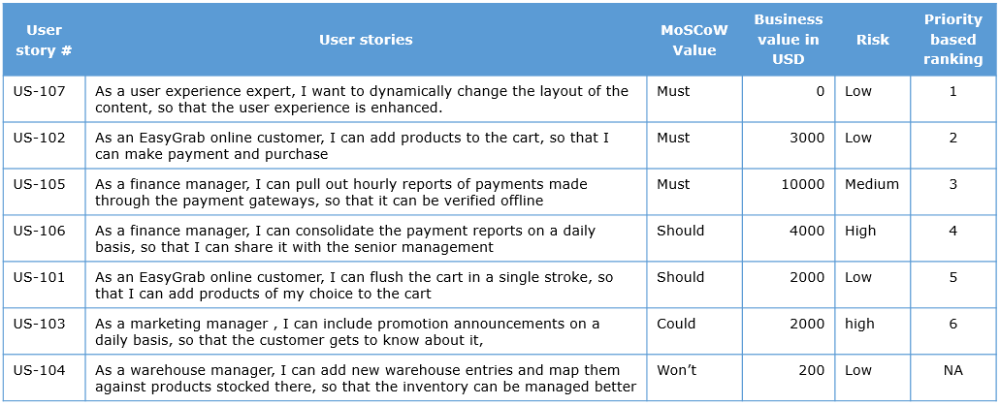 User story # User stories MoSCoW Value Business value in USD Risk Priority based ranking
US-107 As a user experience expert, I want to dynamically change the layout of the Must 0 Low 1
content, so that the user experience is enhanced.
US-102 As an EasyGrab online customer, I can add products to the cart, so that I Must 3000 Low 2
can make payment and purchase
US-105 As a finance manager, I can pull out hourly reports of payments made Must 10000 Medium 3
through the payment gateways, so that it can be verified offline
US-106 As a finance manager, I can consolidate the payment reports on a daily Should 4000 High 4
basis, so that I can share it with the senior management
US-101 As an EasyGrab online customer, I can flush the cart in a single stroke, so Should 2000 Low 5
that I can add products of my choice to the cart
US-103 As a marketing manager , I can include promotion announcements on a Could 2000 high 6
daily basis, so that the customer gets to know about it,
US-104 As a warehouse manager, I can add new warehouse entries and map them Won’t 200 Low NA
against products stocked there, so that the inventory can be managed better